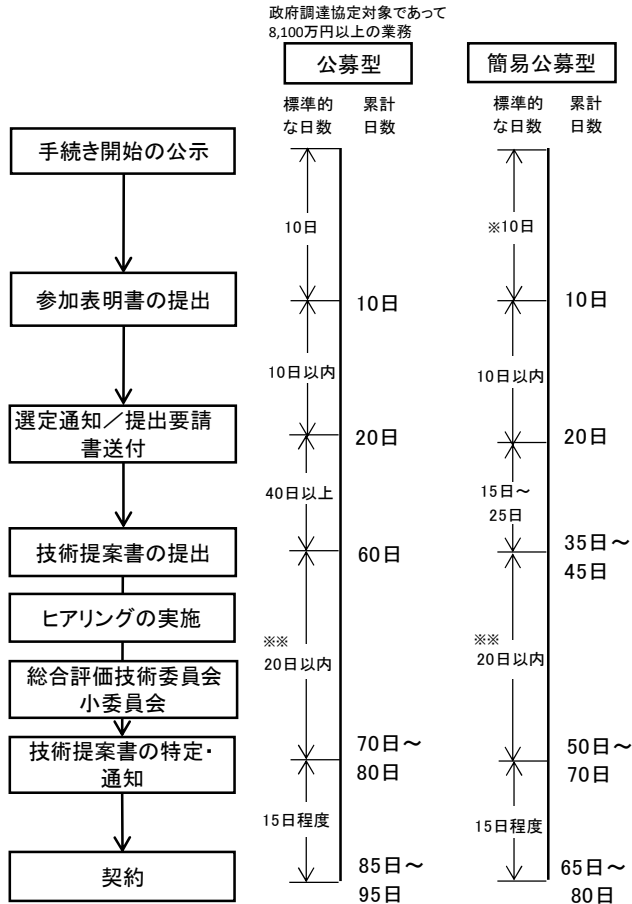 政府調達協定対象であって
8,100万円以上の業務
公募型
簡易公募型
標準的
な日数
累計
日数
標準的
な日数
累計
日数
手続き開始の公示
10日
※10日
参加表明書の提出
10日
10日
10日以内
10日以内
選定通知／提出要請
書送付
20日
20日
40日以上
15日～
25日
技術提案書の提出
60日
35日～
45日
ヒアリングの実施
※※
20日以内
※※
20日以内
総合評価技術委員会
小委員会
技術提案書の特定・
通知
70日～
80日
50日～
70日
15日程度
15日程度
契約
85日～
95日
65日～
80日